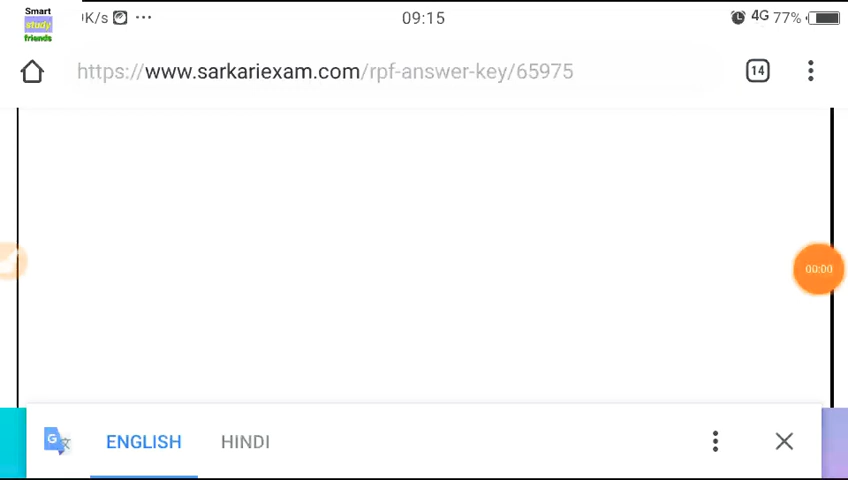 Smart
study
friends
K/s ... 09:15 4G 77%
https://www.sarkariexam.com/rpf-answer-key/65975 14
00:00
G ENGLISH HINDI